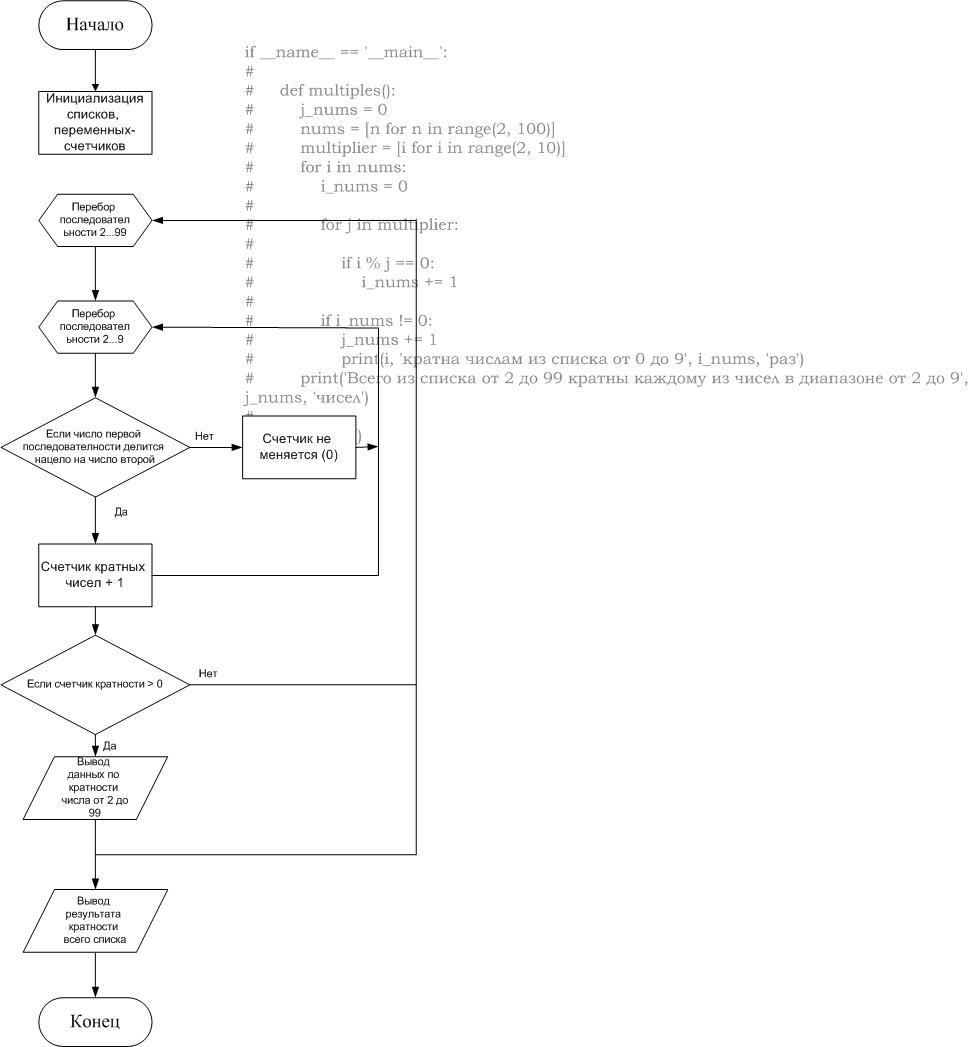 Начало
Инициализация
списков,
переменных-
счетчиков
Перебор
последовател
ьности 2...99
Перебор
последовател
ьности 2...9
Если число первой
последователности делится
нацело на число второй
Нет
Счетчик не
меняется (0)
Да
Счетчик кратных
чисел + 1
Если счетчик кратности > 0
Нет
Да
Вывод
данных по
кратности
числа от 2 до
99
Вывод
результата
кратности
всего списка
Конец
if __name__ == '__main__':
#
# def multiples():
# j_nums = 0
# nums = [n for n in range(2, 100)]
# multiplier = [i for i in range(2, 10)]
# for i in nums:
# i_nums = 0
#
# for j in multiplier:
#
# if i % j == 0:
# i_nums += 1
#
# if i_nums != 0:
# j_nums += 1
# print(i, 'кратна числам из списка от 0 до 9', i_nums, 'раз')
# print('Всего из списка от 2 до 99 кратны каждому из чисел в диапазоне от 2 до 9',
j_nums, 'чисел')
#
)